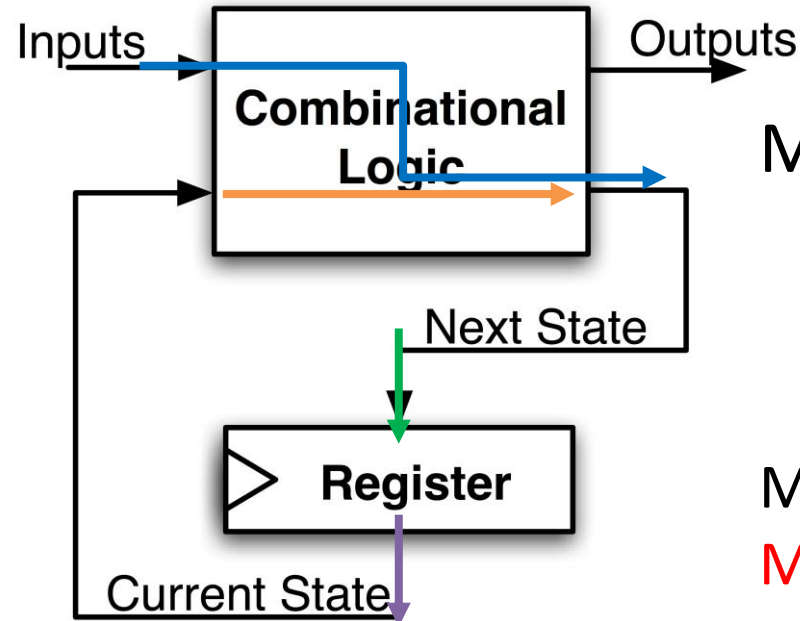 Inputs
Outputs
Combinational
Logic
M
Next State
Register
M
M
Current State